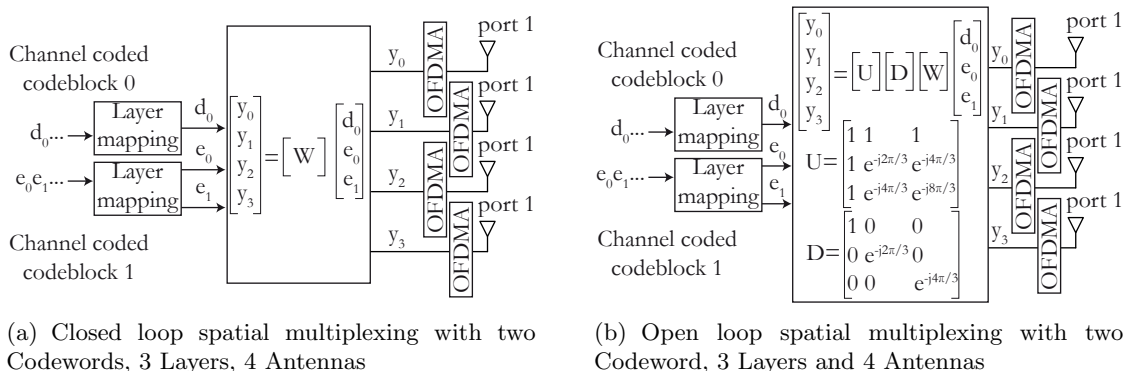 Channel coded
codeblock 0
d₀...
Layer
mapping
d₀
e₀e₁...
Layer
mapping
e₀
e₁
Channel coded
codeblock 1
[y₀ y₁ y₂ y₃] = [W] [d₀ e₀ e₁]
y₀
OFDMA
port 1
y₁
OFDMA
port 1
y₂
OFDMA
port 1
y₃
OFDMA
port 1
(a) Closed loop spatial multiplexing with two
Codewords, 3 Layers, 4 Antennas
Channel coded
codeblock 0
d₀...
Layer
mapping
d₀
e₀e₁...
Layer
mapping
e₀
e₁
Channel coded
codeblock 1
[y₀ y₁ y₂ y₃] = [U] [D] [W] [d₀ e₀ e₁]
1 1 1
U= 1 e^-j2π/3 e^-j4π/3
1 e^-j4π/3 e^-j8π/3
1 0 0
D= 0 e^-j2π/3 0
0 0 e^-j4π/3
y₀
OFDMA
port 1
y₁
OFDMA
port 1
y₂
OFDMA
port 1
y₃
OFDMA
port 1
(b) Open loop spatial multiplexing with two
Codeword, 3 Layers and 4 Antennas